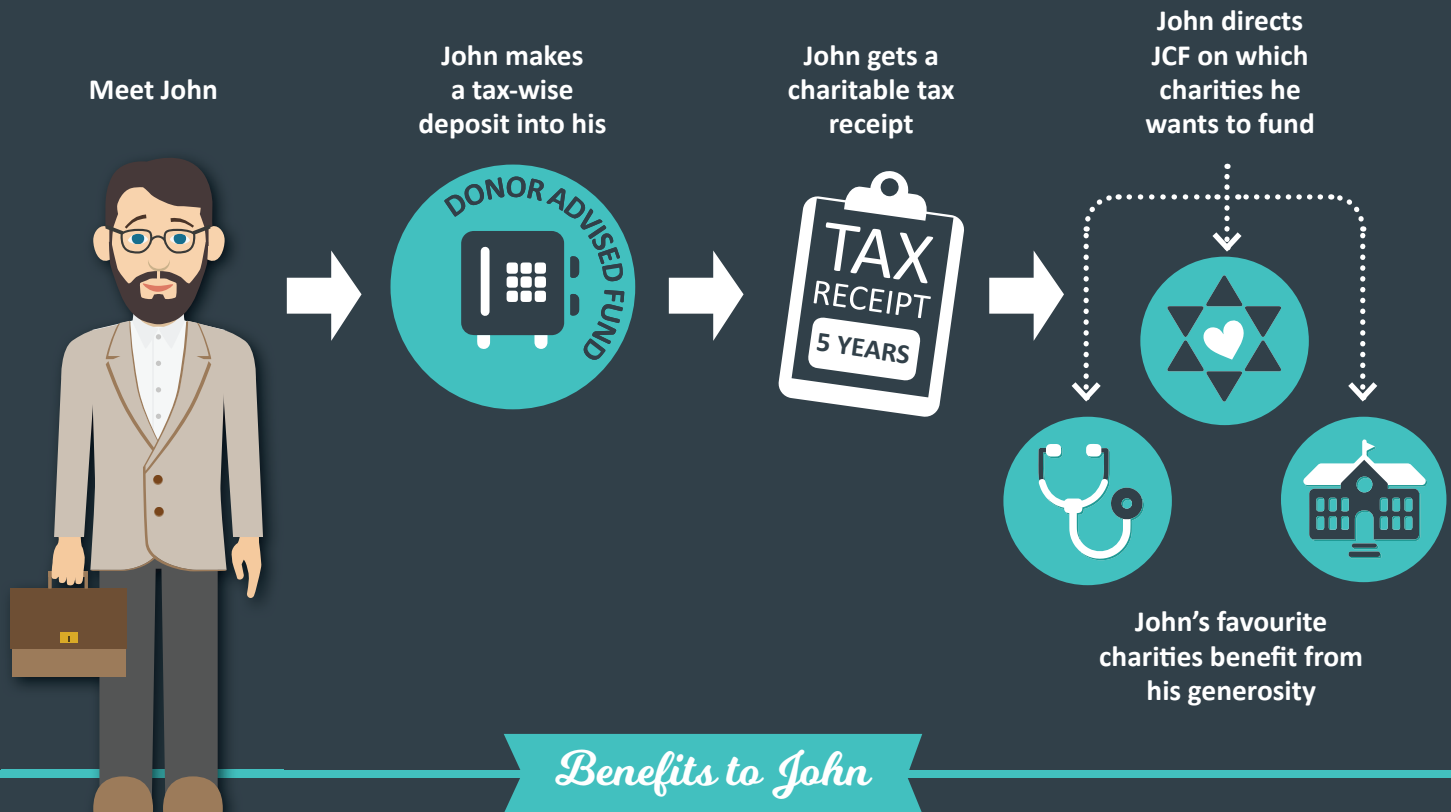 Meet John
John makes
a tax-wise
deposit into his
DONOR ADVISED FUND
John gets a
charitable tax
receipt
TAX
RECEIPT
5 YEARS
John directs
JCF on which
charities he
wants to fund
John’s favourite
charities benefit from
his generosity
Benefits to John